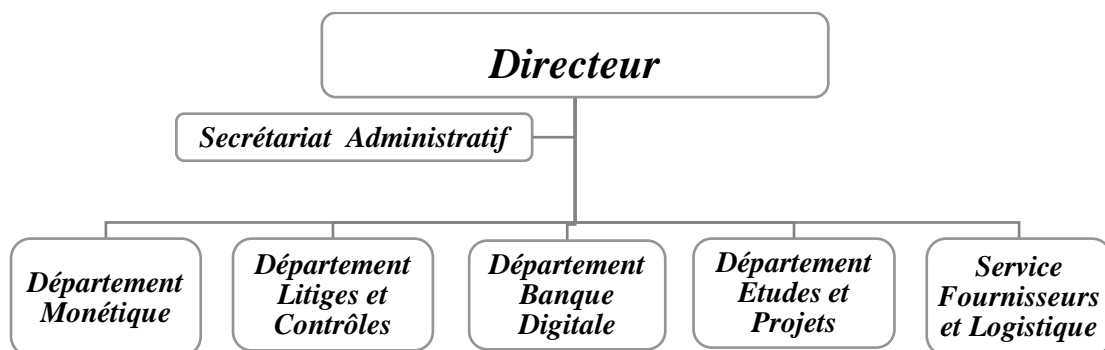 Directeur
Secrétariat Administratif
Département
Monétique
Département
Litiges et
Contrôles
Département
Banque
Digitale
Département
Etudes et
Projets
Service
Fournisseurs
et Logistique